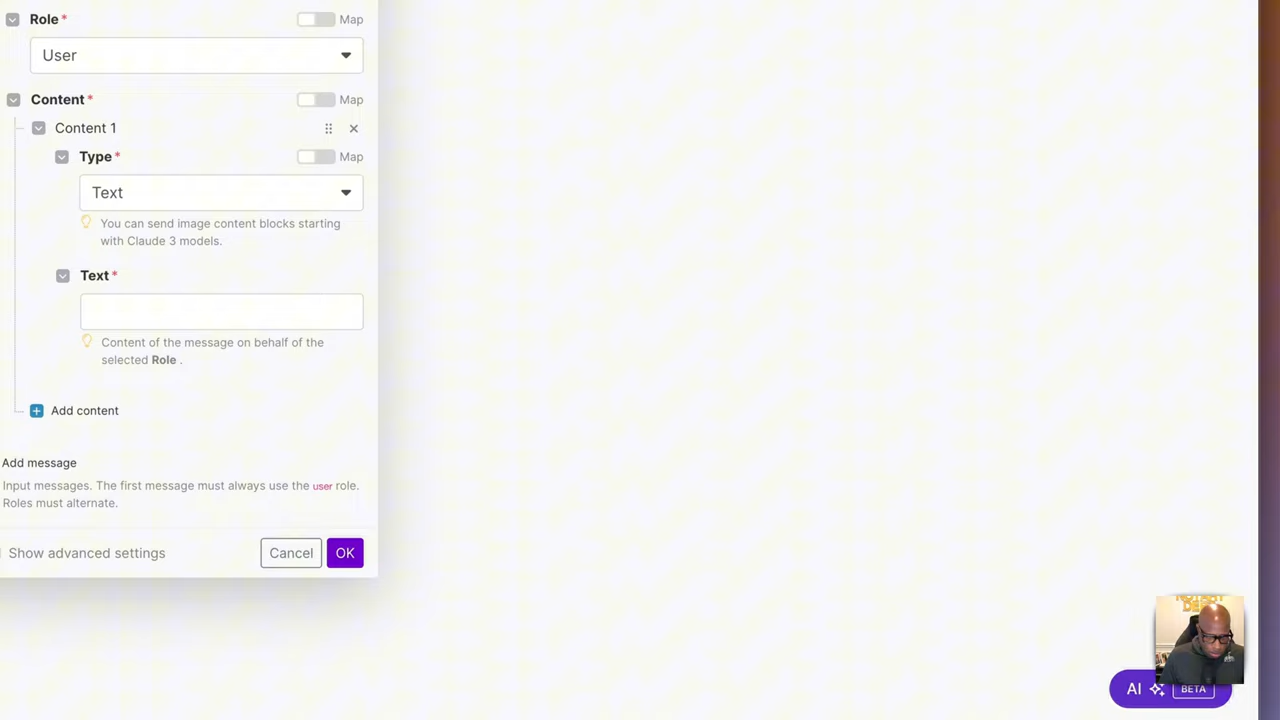 Role *
Map
User
Content *
Map
Content 1
Type *
Map
Text
You can send image content blocks starting
with Claude 3 models.
Text *
Content of the message on behalf of the
selected Role .
Add content
Add message
Input messages. The first message must always use the user role.
Roles must alternate.
Show advanced settings
Cancel
OK
AI
BETA